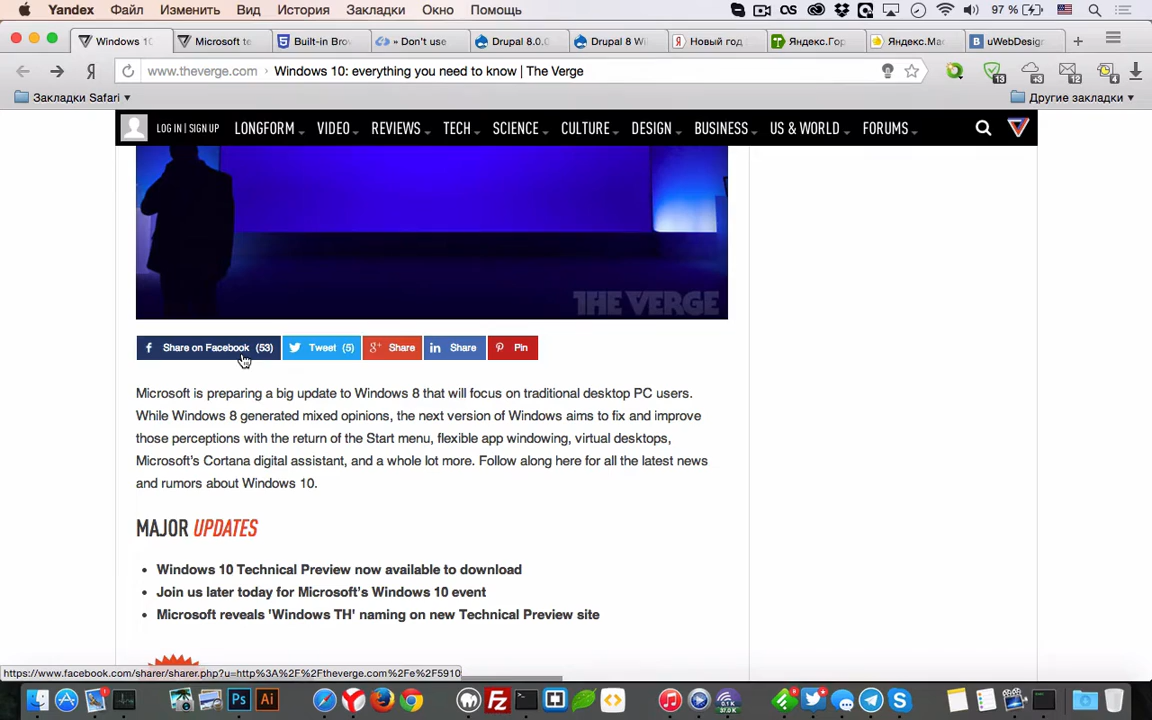 Yandex Файл Изменить Вид История Закладки Окно Помощь 97 %
Windows 10 Microsoft te Built-in Brow » Don't use Drupal 8.0.0 Drupal 8 Wi Новый год Яндекс.Гор Яндекс.Мас uWebDesign
www.theverge.com › Windows 10: everything you need to know | The Verge 13 +3 12 4
Закладки Safari Другие закладки
LOG IN | SIGN UP LONGFORM VIDEO REVIEWS TECH SCIENCE CULTURE DESIGN BUSINESS US & WORLD FORUMS
THE VERGE
Share on Facebook (53) Tweet (5) Share Share Pin
Microsoft is preparing a big update to Windows 8 that will focus on traditional desktop PC users.
While Windows 8 generated mixed opinions, the next version of Windows aims to fix and improve
those perceptions with the return of the Start menu, flexible app windowing, virtual desktops,
Microsoft's Cortana digital assistant, and a whole lot more. Follow along here for all the latest news
and rumors about Windows 10.
MAJOR UPDATES
• Windows 10 Technical Preview now available to download
• Join us later today for Microsoft's Windows 10 event
• Microsoft reveals 'Windows TH' naming on new Technical Preview site
https://www.facebook.com/sharer/sharer.php?u=http%3A%2F%2Ftheverge.com%2Fe%2F5910